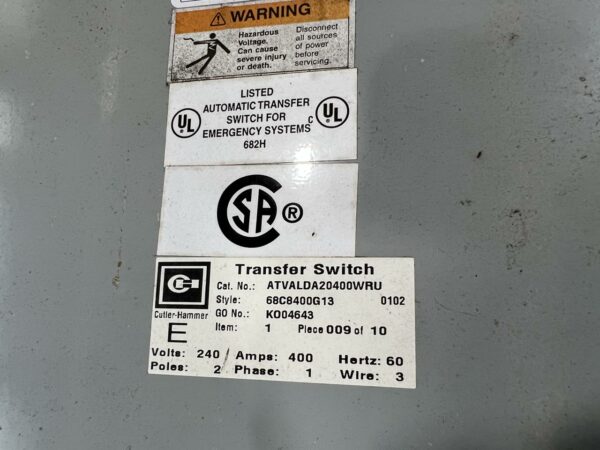 WARNING
Hazardous
Voltage.
Can cause
severe injury
or death.
Disconnect
all sources
of power
before
servicing.
LISTED
AUTOMATIC TRANSFER
SWITCH FOR
EMERGENCY SYSTEMS
682H
UL
C UL
CSA ®
Transfer Switch
Cat. No.: ATVALDA20400WRU
Style: 68C8400G13 0102
GO No.: KO04643
Item: 1 Piece 009 of 10
Cutler-Hammer
E
Volts: 240/ Amps: 400 Hertz: 60
Poles: 2 Phase: 1 Wire: 3